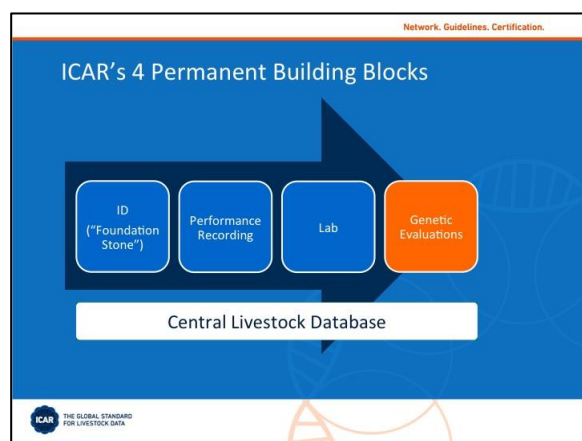 Network. Guidelines. Certification.
ICAR's 4 Permanent Building Blocks
ID
("Foundation
Stone")
Performance
Recording
Lab
Genetic
Evaluations
Central Livestock Database
ICAR
THE GLOBAL STANDARD
FOR LIVESTOCK DATA